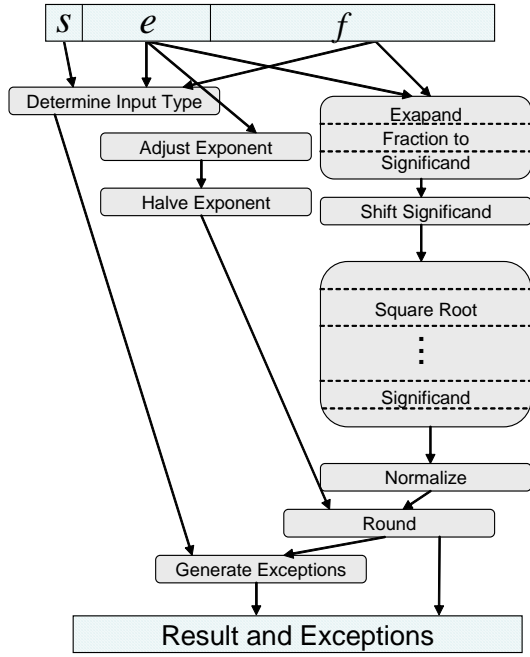 s e f
Determine Input Type
Exapand
Fraction to
Significand
Adjust Exponent
Halve Exponent
Shift Significand
Square Root
Significand
Normalize
Round
Generate Exceptions
Result and Exceptions